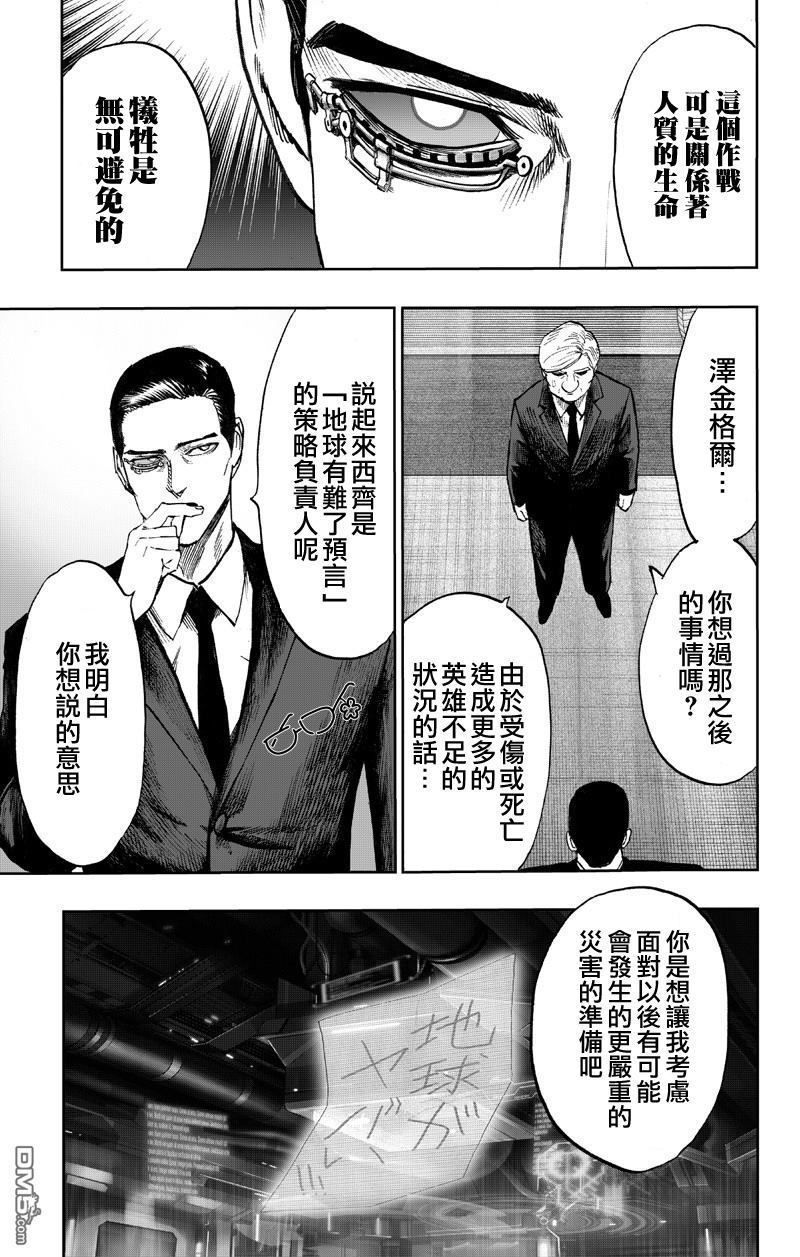 這個作戰
可是關係著
人質的生命
犧牲是
無可避免的
澤金格爾…
你想過那之後
的事情嗎？
由於受傷或死亡
造成更多的
英雄不足的
狀況的話…
説起來西齊是
「地球有難了預言」
的策略負責人呢
我明白
你想説的意思
你是想讓我考慮
面對以後有可能
會發生的更嚴重的
災害的準備吧
地球が
ヤバい!!
DM5.com